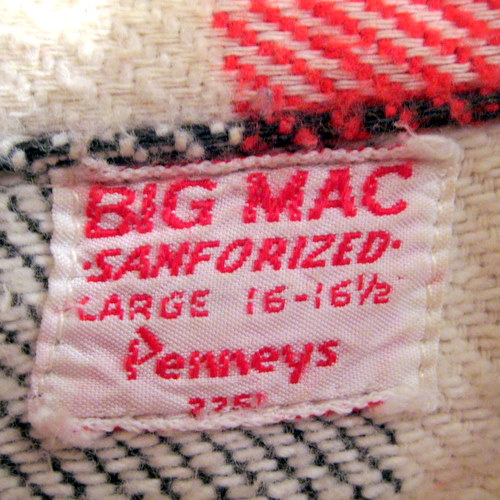 BIG MAC
·SANFORIZED·
LARGE 16-16½
Penneys